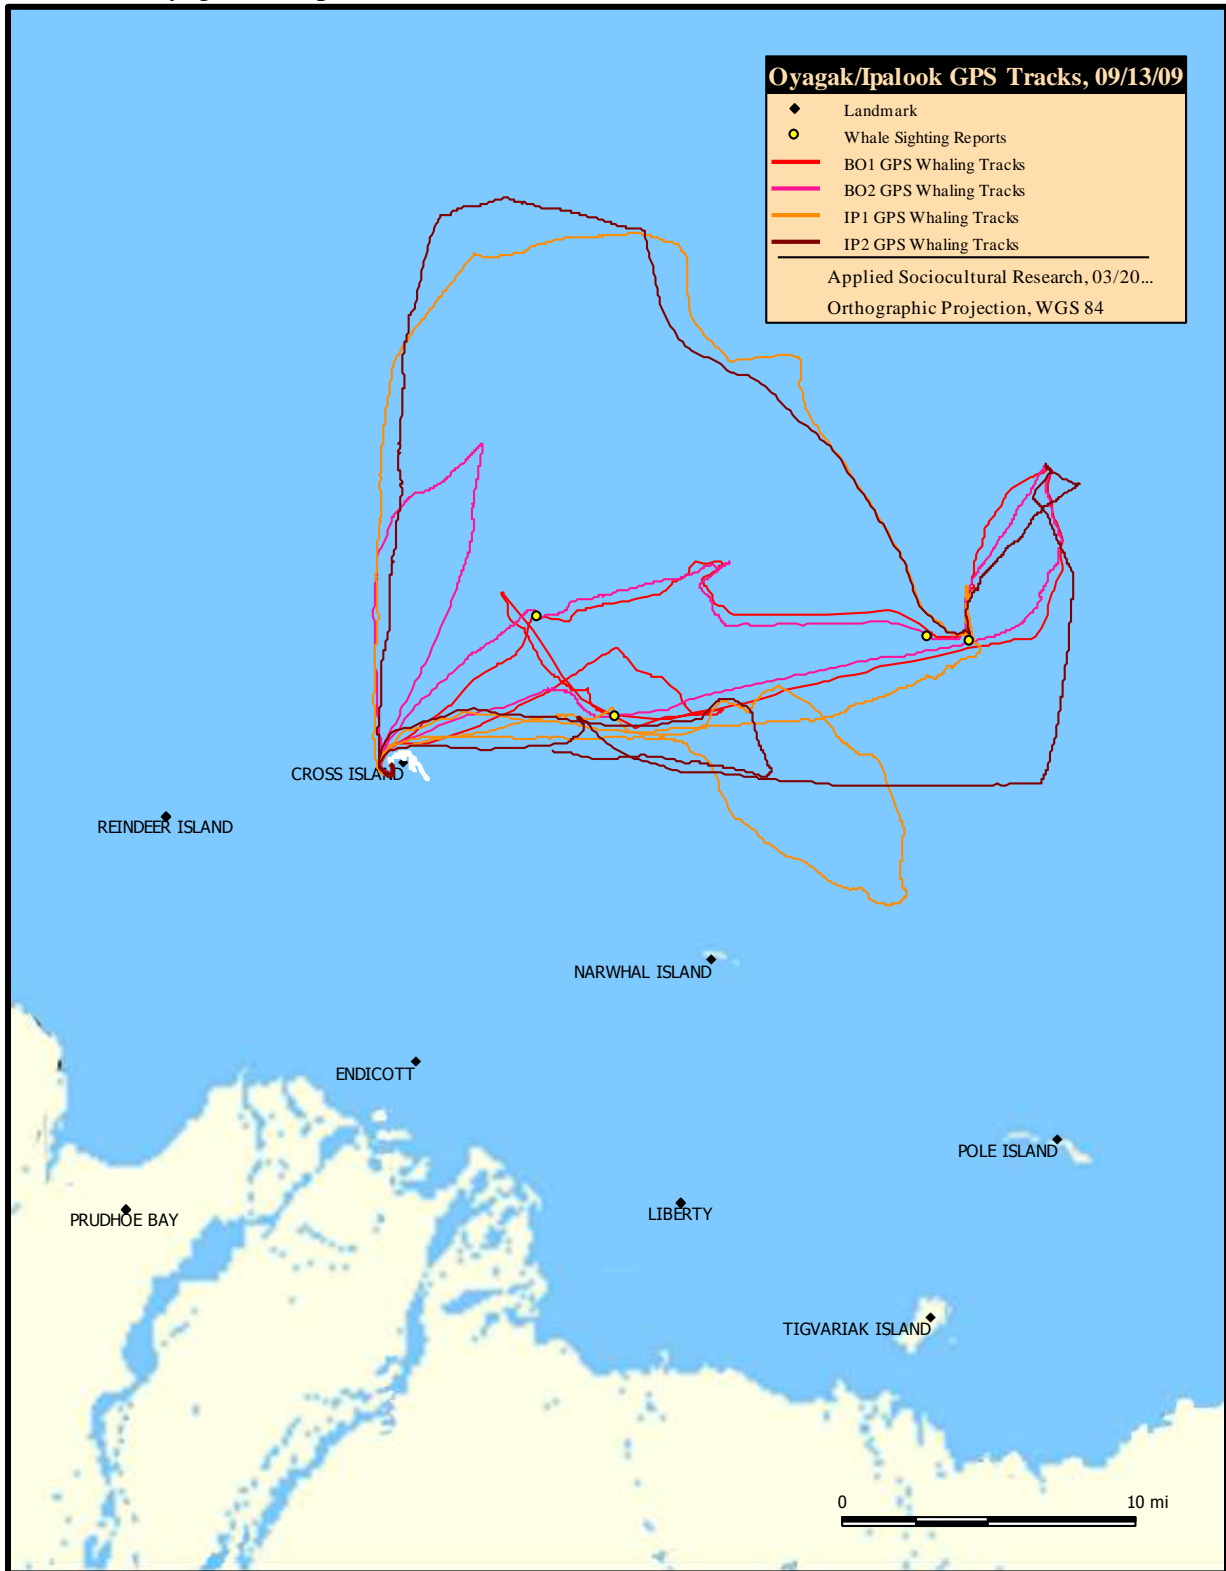 Oyagak/Ipalook GPS Tracks, 09/13/09
Landmark
Whale Sighting Reports
BO1 GPS Whaling Tracks
BO2 GPS Whaling Tracks
IP1 GPS Whaling Tracks
IP2 GPS Whaling Tracks
Applied Sociocultural Research, 03/20...
Orthographic Projection, WGS 84
CROSS ISLAND
REINDEER ISLAND
NARWHAL ISLAND
ENDICOTT
POLE ISLAND
PRUDHOE BAY
LIBERTY
TIGVARIAK ISLAND
0 10 mi